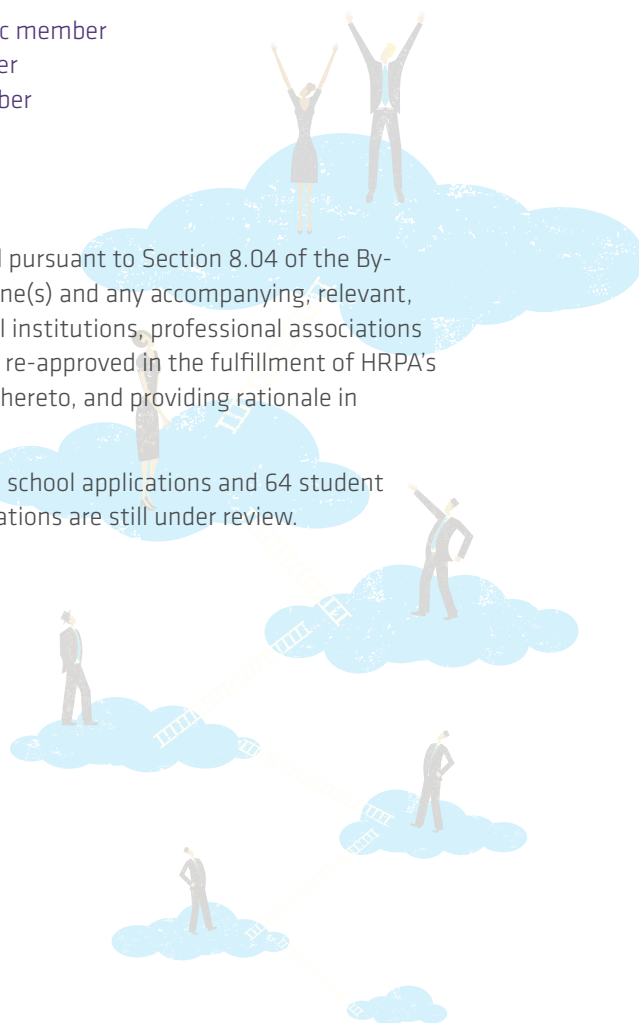 c member
er
ber
l pursuant to Section 8.04 of the By-
ne(s) and any accompanying, relevant,
l institutions, professional associations
re-approved in the fulfillment of HRPA's
hereto, and providing rationale in
school applications and 64 student
ations are still under review.